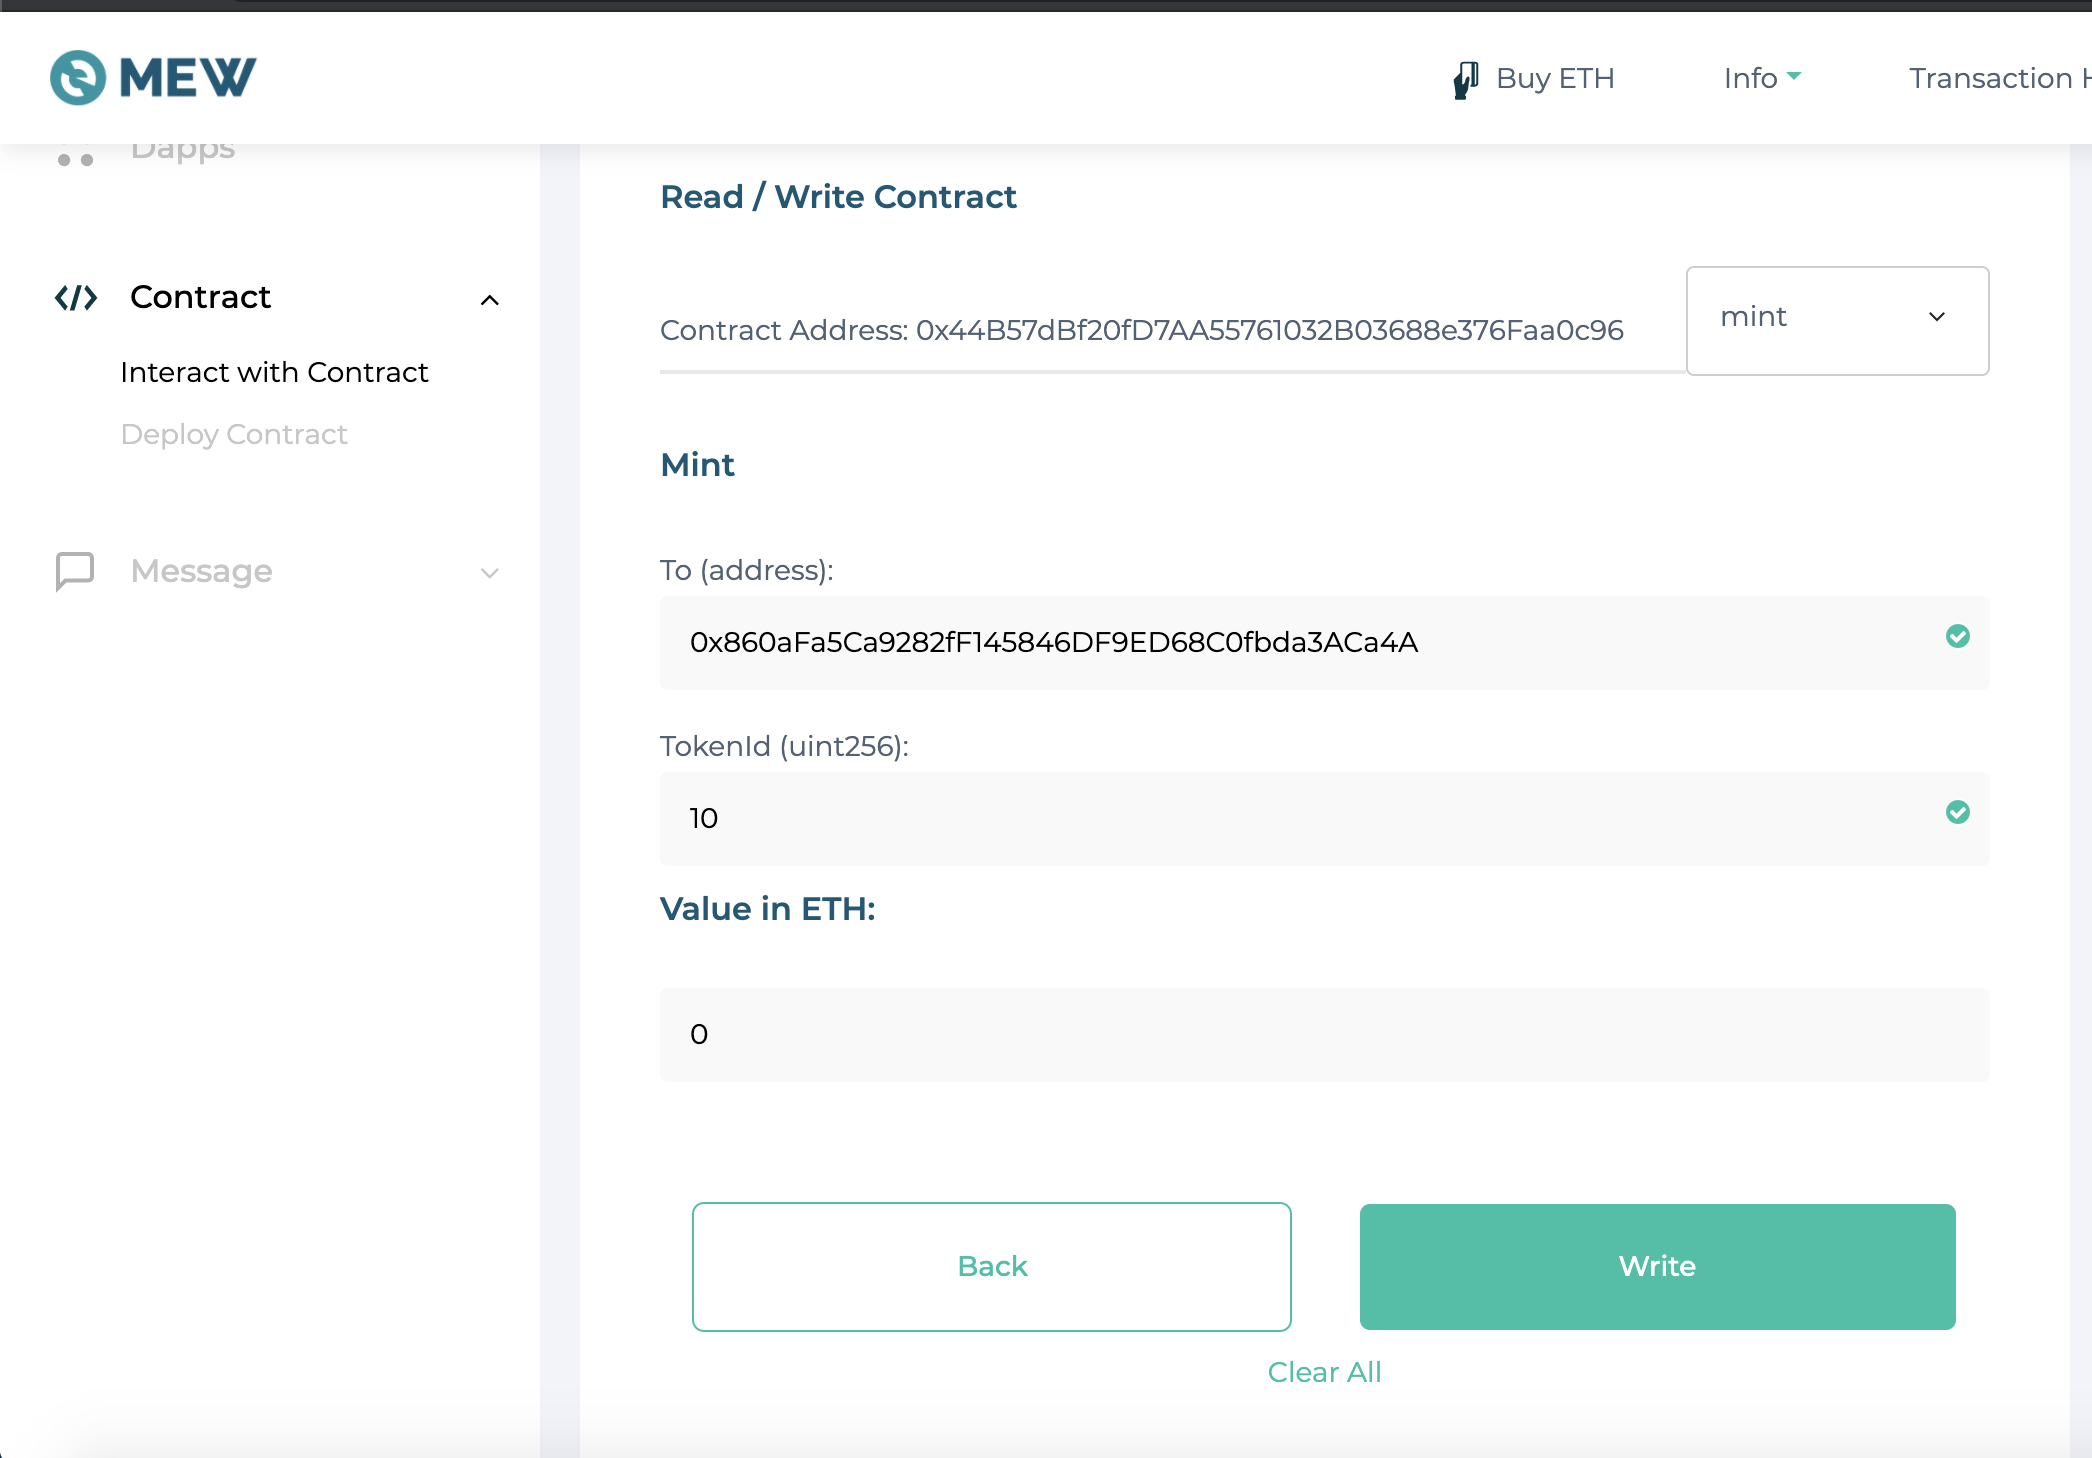 MEW
Buy ETH
Info
Transaction H
Dapps
Contract
Interact with Contract
Deploy Contract
Message
Read / Write Contract
Contract Address: 0x44B57dBf20fD7AA55761032B03688e376Faa0c96
mint
Mint
To (address):
0x860aFa5Ca9282fF145846DF9ED68C0fbda3ACa4A
TokenId (uint256):
10
Value in ETH:
0
Back
Write
Clear All